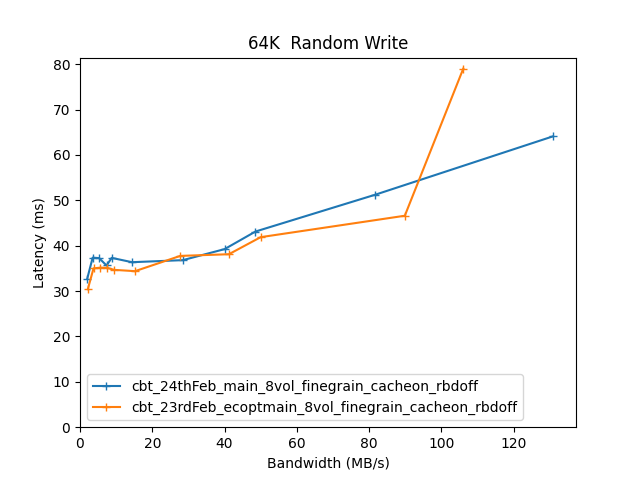 64K  Random Write
80
70
60
50
40
30
20
10
0
Latency (ms)
0 20 40 60 80 100 120
Bandwidth (MB/s)
cbt_24thFeb_main_8vol_finegrain_cacheon_rbdoff
cbt_23rdFeb_ecoptmain_8vol_finegrain_cacheon_rbdoff